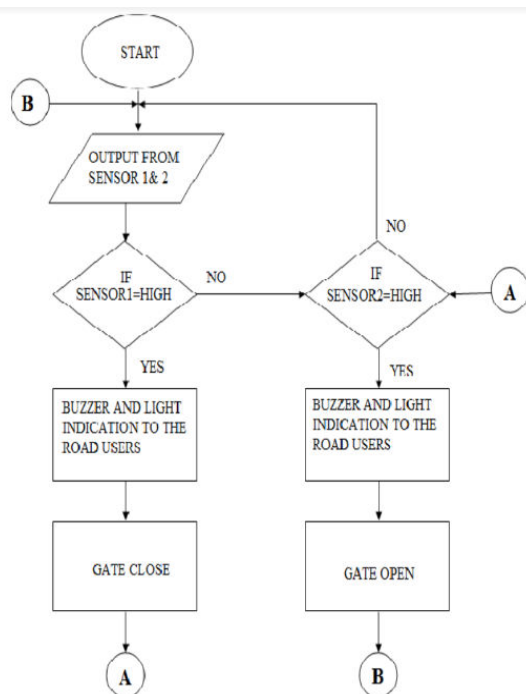 START
B
OUTPUT FROM
SENSOR 1& 2
NO
IF
SENSOR1=HIGH
NO
IF
SENSOR2=HIGH
A
YES
YES
BUZZER AND LIGHT
INDICATION TO THE
ROAD USERS
BUZZER AND LIGHT
INDICATION TO THE
ROAD USERS
GATE CLOSE
GATE OPEN
A
B